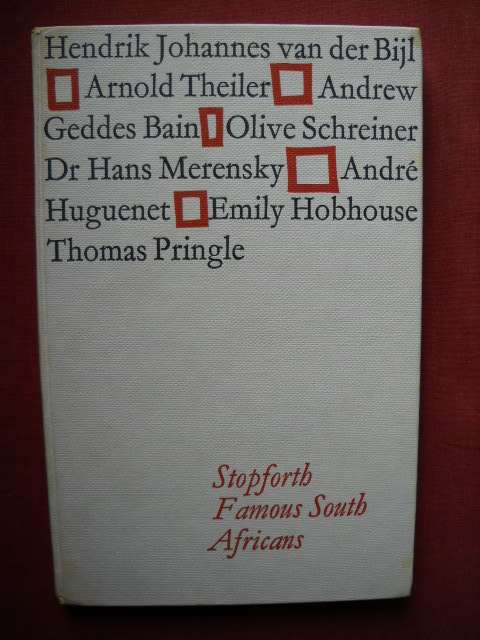 Hendrik Johannes van der Bijl
Arnold Theiler Andrew
Geddes Bain Olive Schreiner
Dr Hans Merensky André
Huguenet Emily Hobhouse
Thomas Pringle
Stopforth
Famous South
Africans